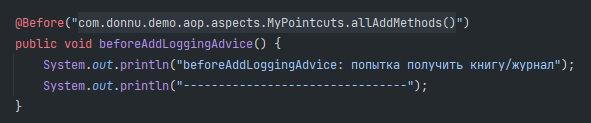 @Before("com.donnu.demo.aop.aspects.MyPointcuts.allAddMethods()")
public void beforeAddLoggingAdvice() {
System.out.println("beforeAddLoggingAdvice: попытка получить книгу/журнал");
System.out.println("--------------------------------");
}